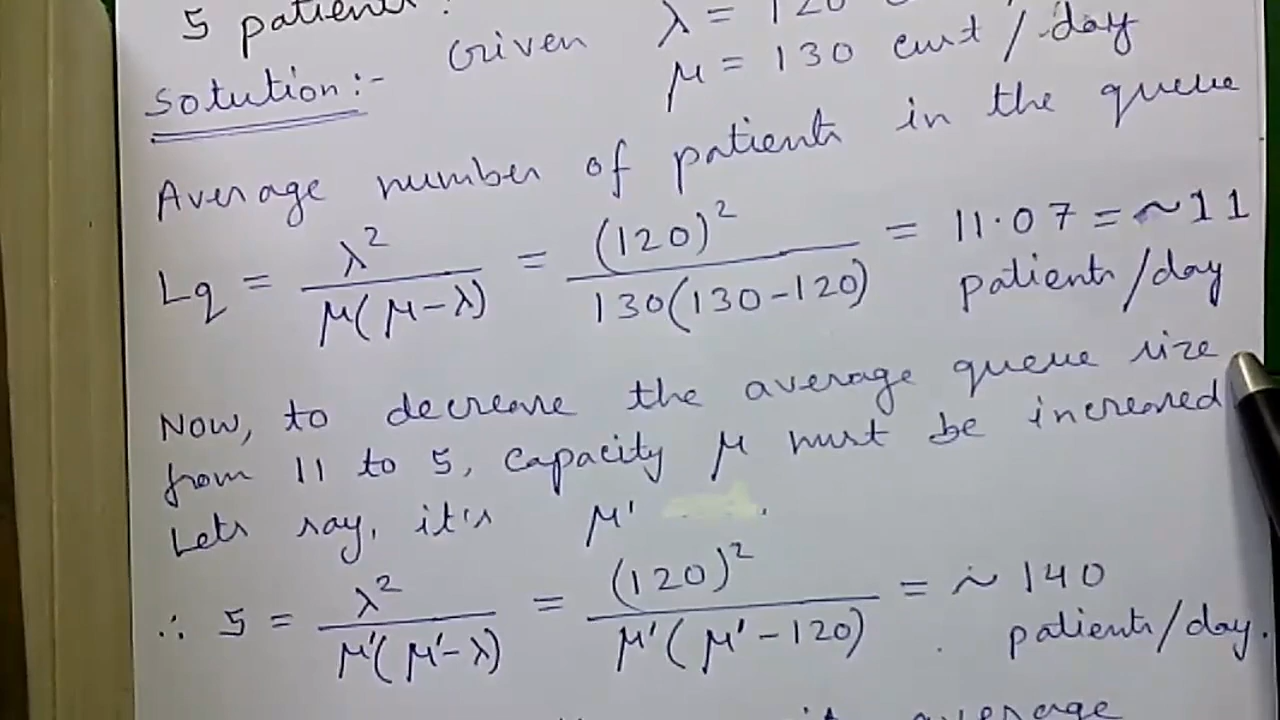 5 patients.
Solution:- Given λ = 120
μ = 130 cust/day
Average number of patients in the queue
Lq = λ² / μ(μ-λ) = (120)² / 130(130-120) = 11.07 = ~11 patients/day
Now, to decrease the average queue size
from 11 to 5, capacity μ must be increased
Lets say, it's μ'
∴ 5 = λ² / μ'(μ'-λ) = (120)² / μ'(μ'-120) = ~ 140 patients/day.
average